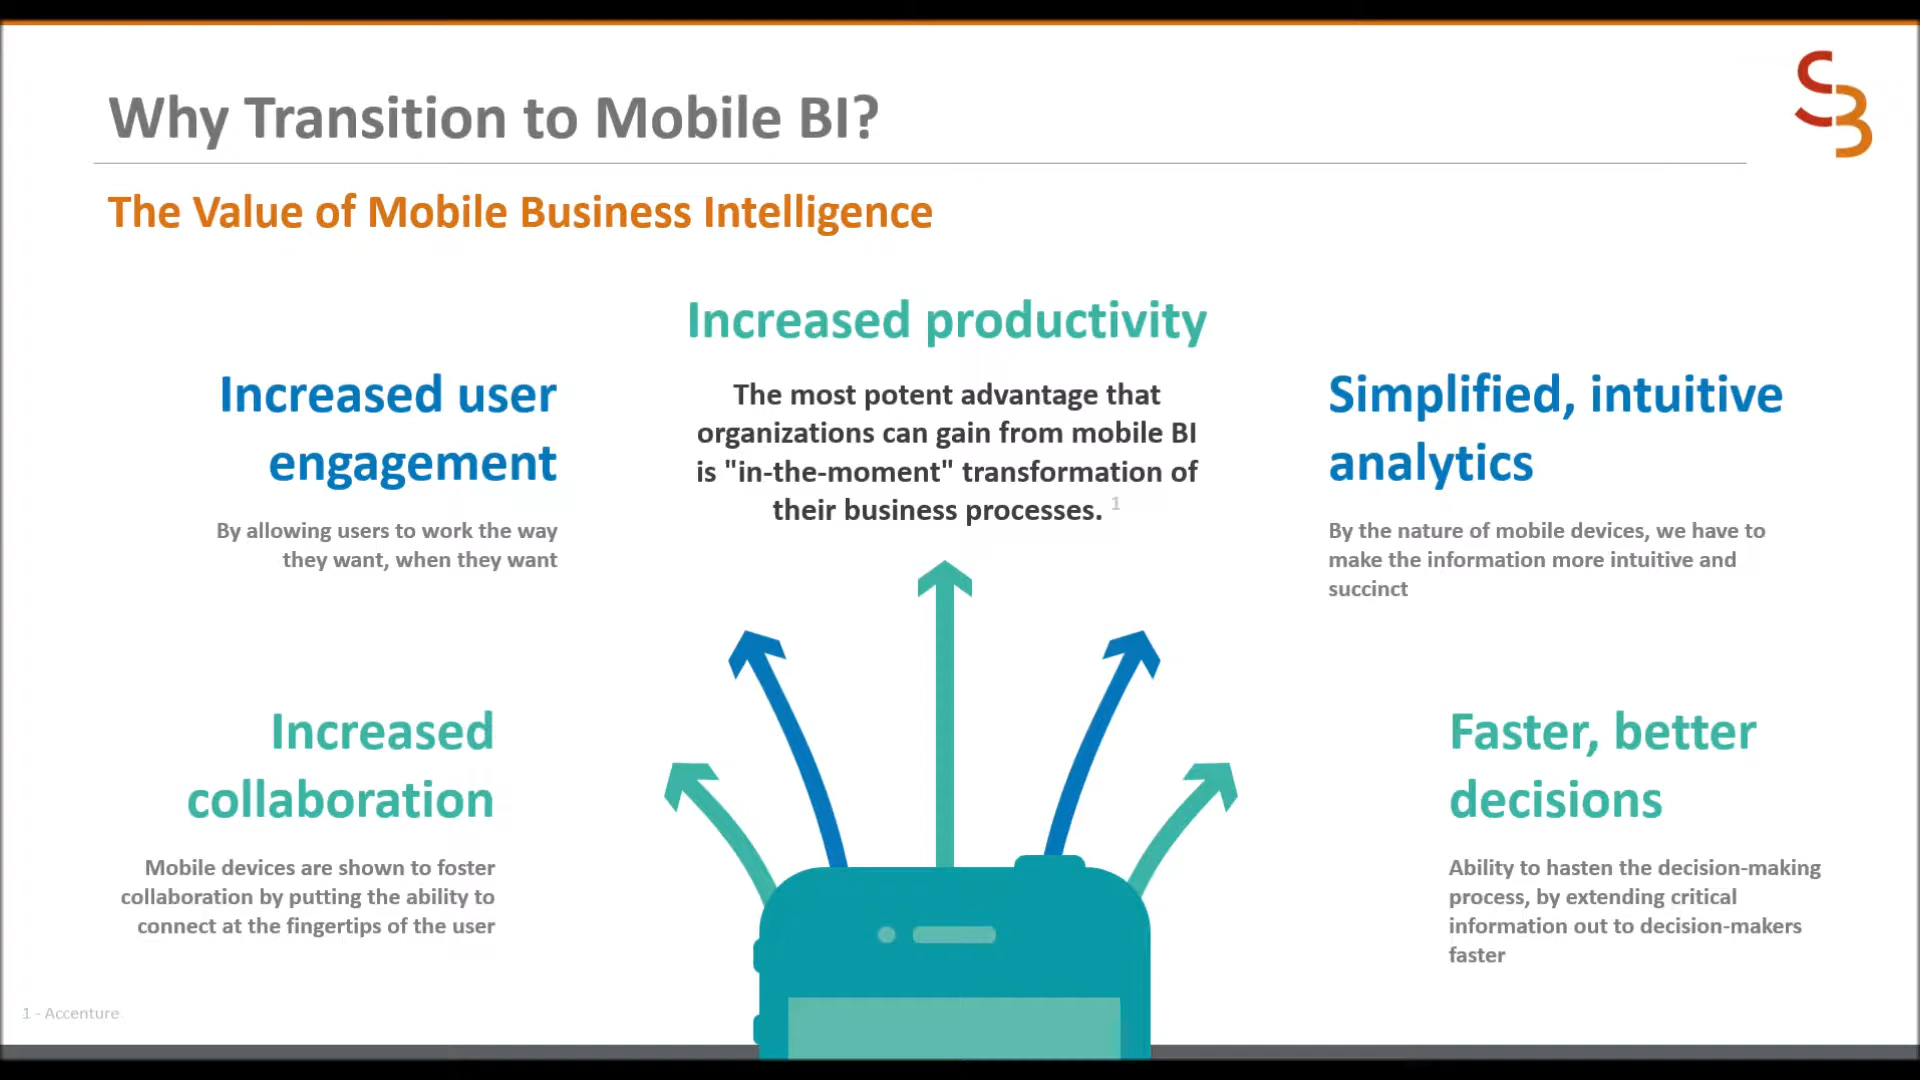 SB
Why Transition to Mobile BI?
The Value of Mobile Business Intelligence
Increased productivity
The most potent advantage that
organizations can gain from mobile BI
is "in-the-moment" transformation of
their business processes. 1
Increased user
engagement
By allowing users to work the way
they want, when they want
Simplified, intuitive
analytics
By the nature of mobile devices, we have to
make the information more intuitive and
succinct
Increased
collaboration
Mobile devices are shown to foster
collaboration by putting the ability to
connect at the fingertips of the user
Faster, better
decisions
Ability to hasten the decision-making
process, by extending critical
information out to decision-makers
faster
1 - Accenture